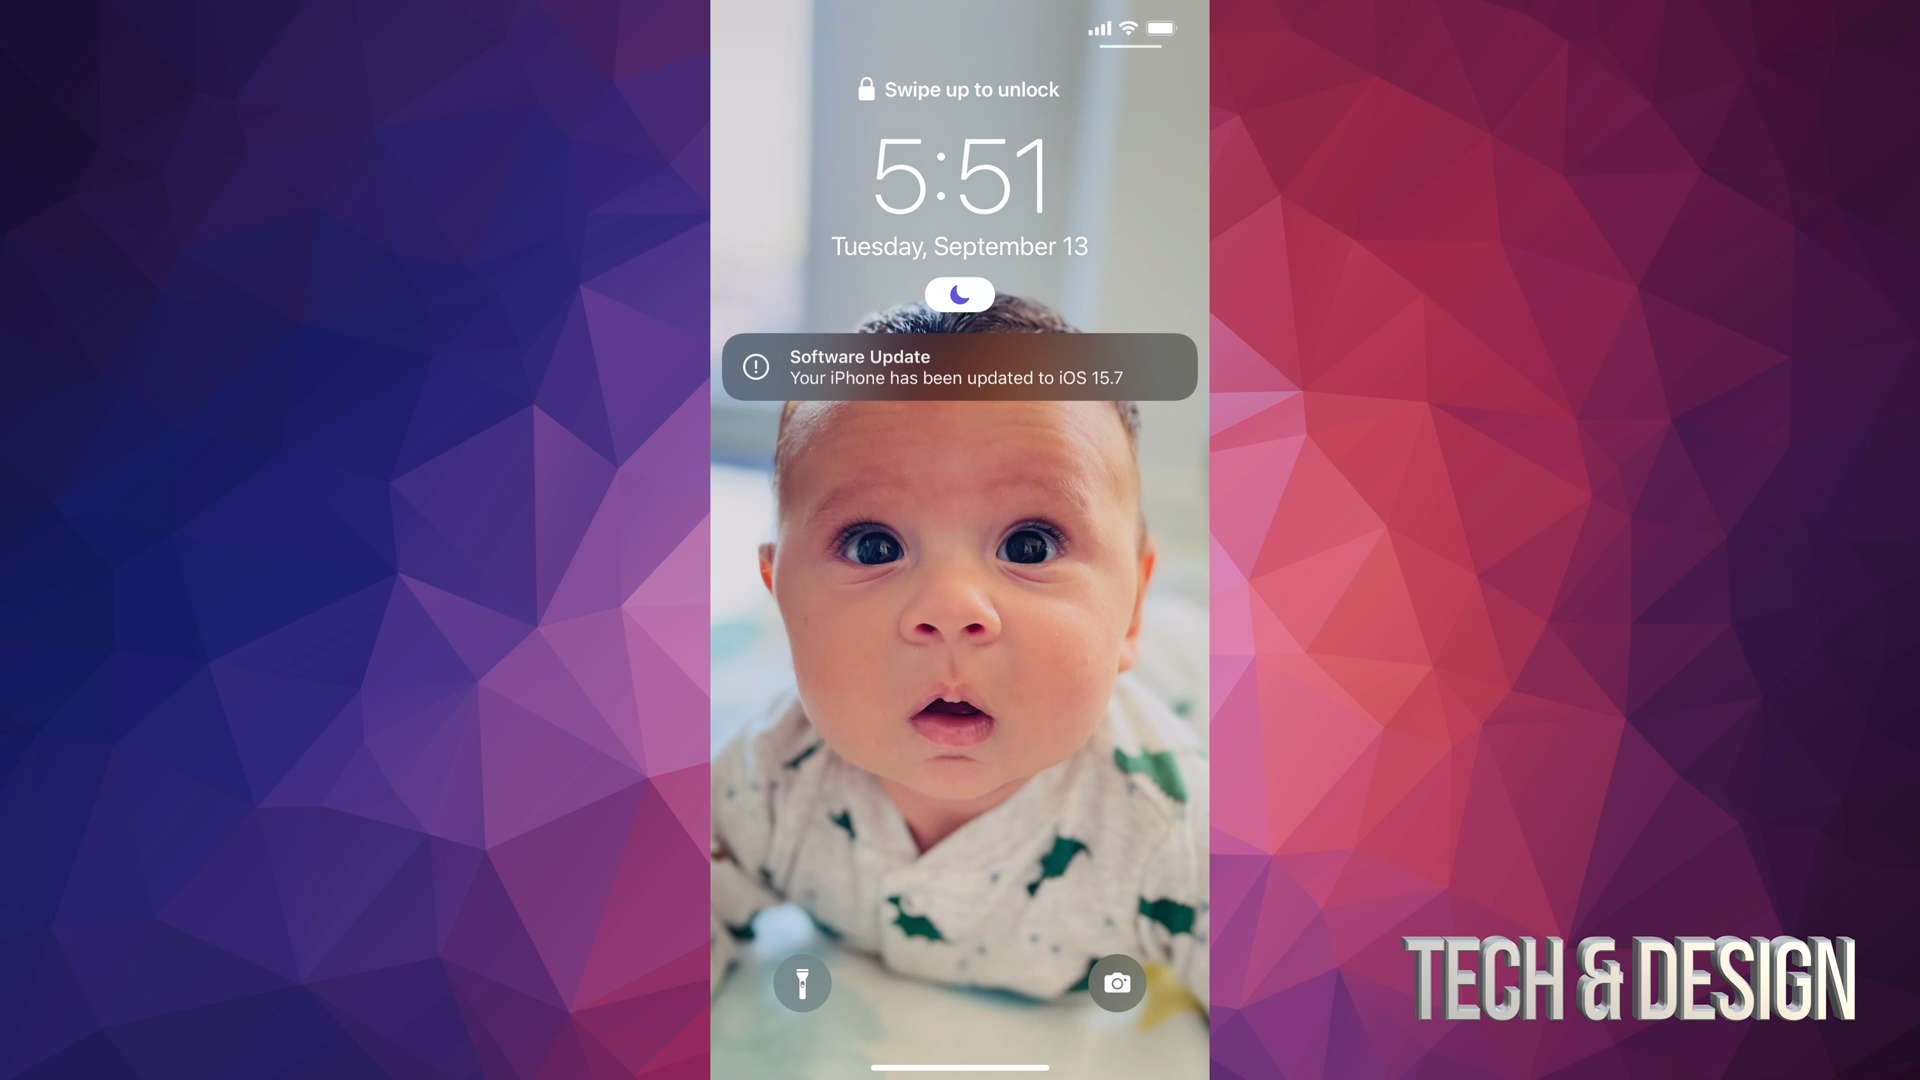 Swipe up to unlock
5:51
Tuesday, September 13
Software Update
Your iPhone has been updated to iOS 15.7
TECH & DESIGN